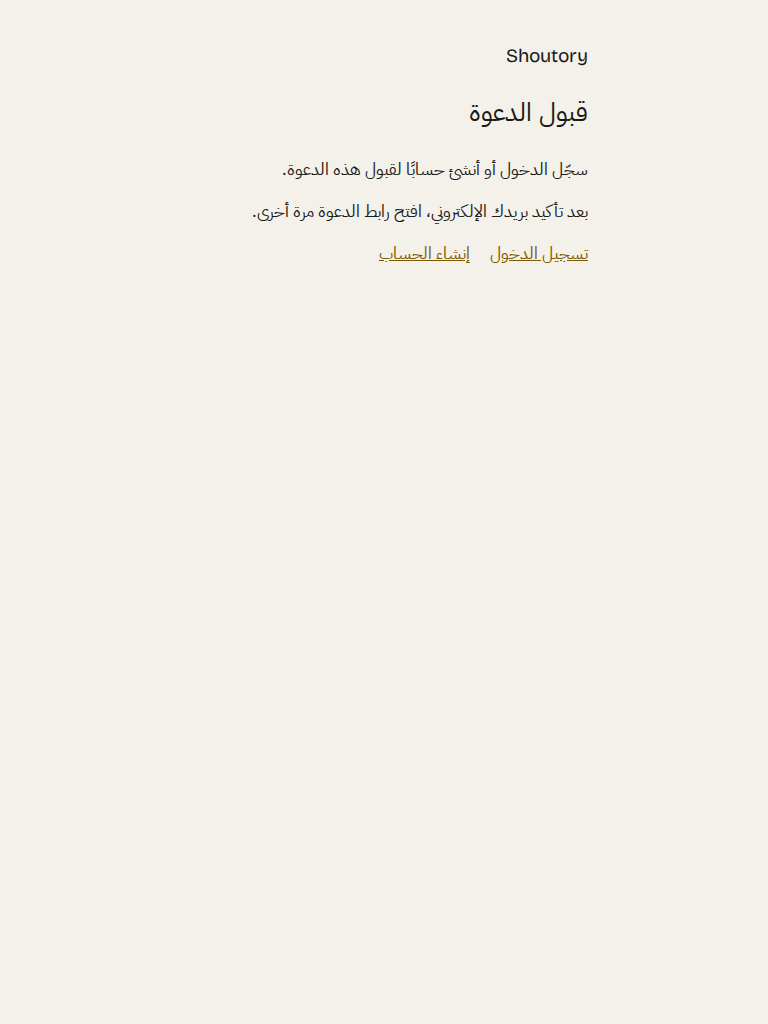 Shoutory
قبول الدعوة
سجّل الدخول أو أنشئ حسابًا لقبول هذه الدعوة.
بعد تأكيد بريدك الإلكتروني، افتح رابط الدعوة مرة أخرى.
تسجيل الدخول إنشاء الحساب